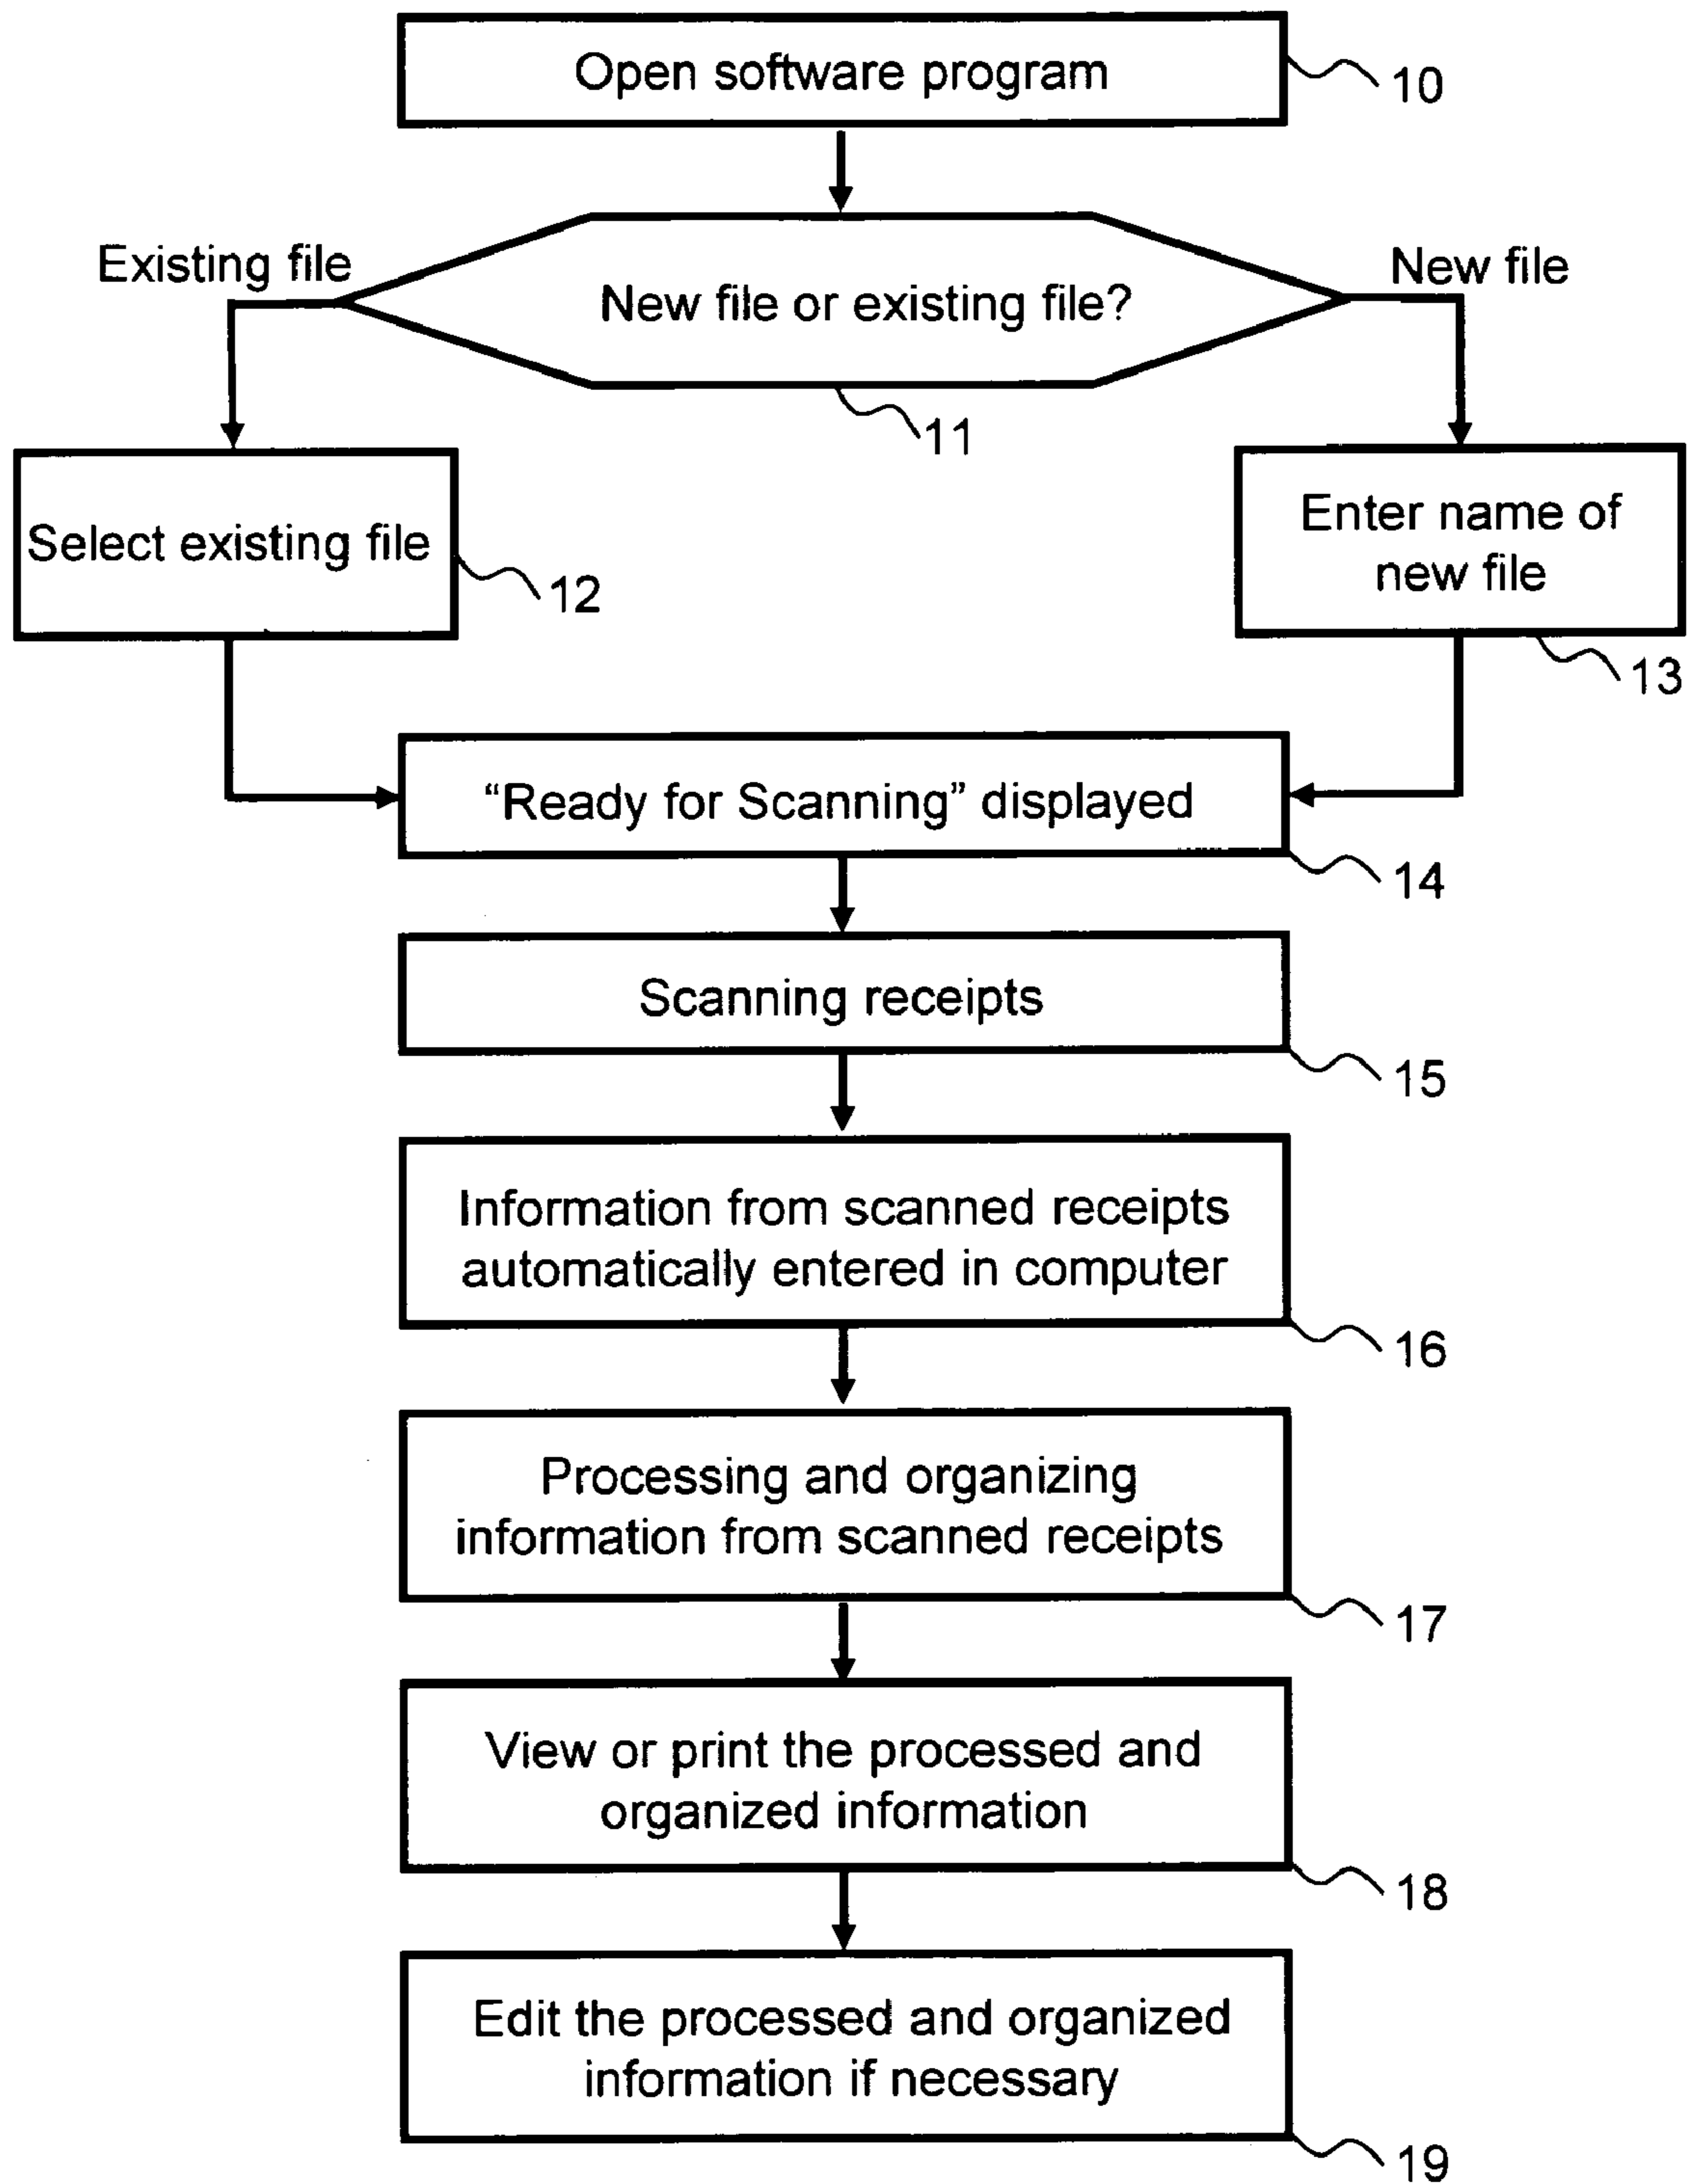 Open software program
10
Existing file
New file
New file or existing file?
11
Select existing file
12
Enter name of
new file
13
“Ready for Scanning” displayed
14
Scanning receipts
15
Information from scanned receipts
automatically entered in computer
16
Processing and organizing
information from scanned receipts
17
View or print the processed and
organized information
18
Edit the processed and organized
information if necessary
19